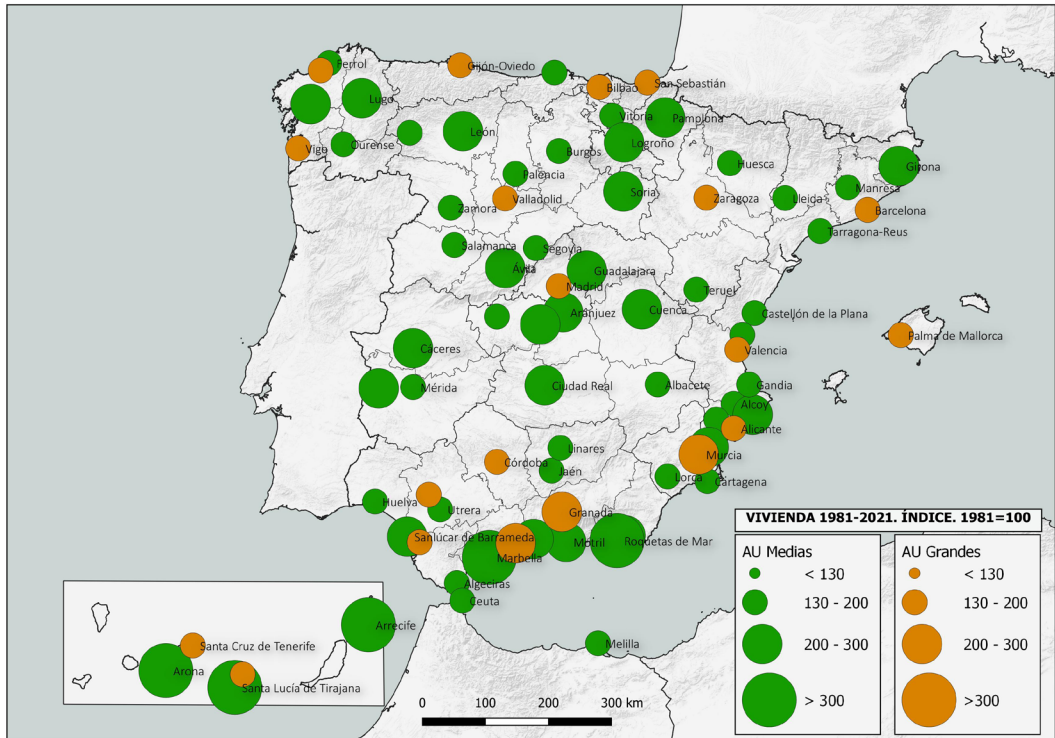 Ferrol
Gijón-Oviedo
Bilbao
San Sebastián
Lugo
Vitoria
Pamplona
León
Logroño
Vigo
Ourense
Burgos
Huesca
Girona
Palencia
Soria
Manresa
Zamora
Valladolid
Zaragoza
Lleida
Barcelona
Tarragona-Reus
Salamanca
Segovia
Ávila
Guadalajara
Madrid
Teruel
Aranjuez
Cuenca
Casteljón de la Plana
Palma de Mallorca
Cáceres
Valencia
Mérida
Ciudad Real
Albacete
Gandia
Alcoy
Alicante
Linares
Murcia
Córdoba
Jaén
Lorca
Cartagena
Huelva
Utrera
Granada
Sanlúcar de Barrameda
Motril
Roquetas de Mar
Marbella
Algeciras
Ceuta
Melilla
Arrecife
Santa Cruz de Tenerife
Arona
Santa Lucía de Tirajana
0 100 200 300 km
VIVIENDA 1981-2021. ÍNDICE. 1981=100
AU Medias
< 130
130 - 200
200 - 300
> 300
AU Grandes
< 130
130 - 200
200 - 300
>300